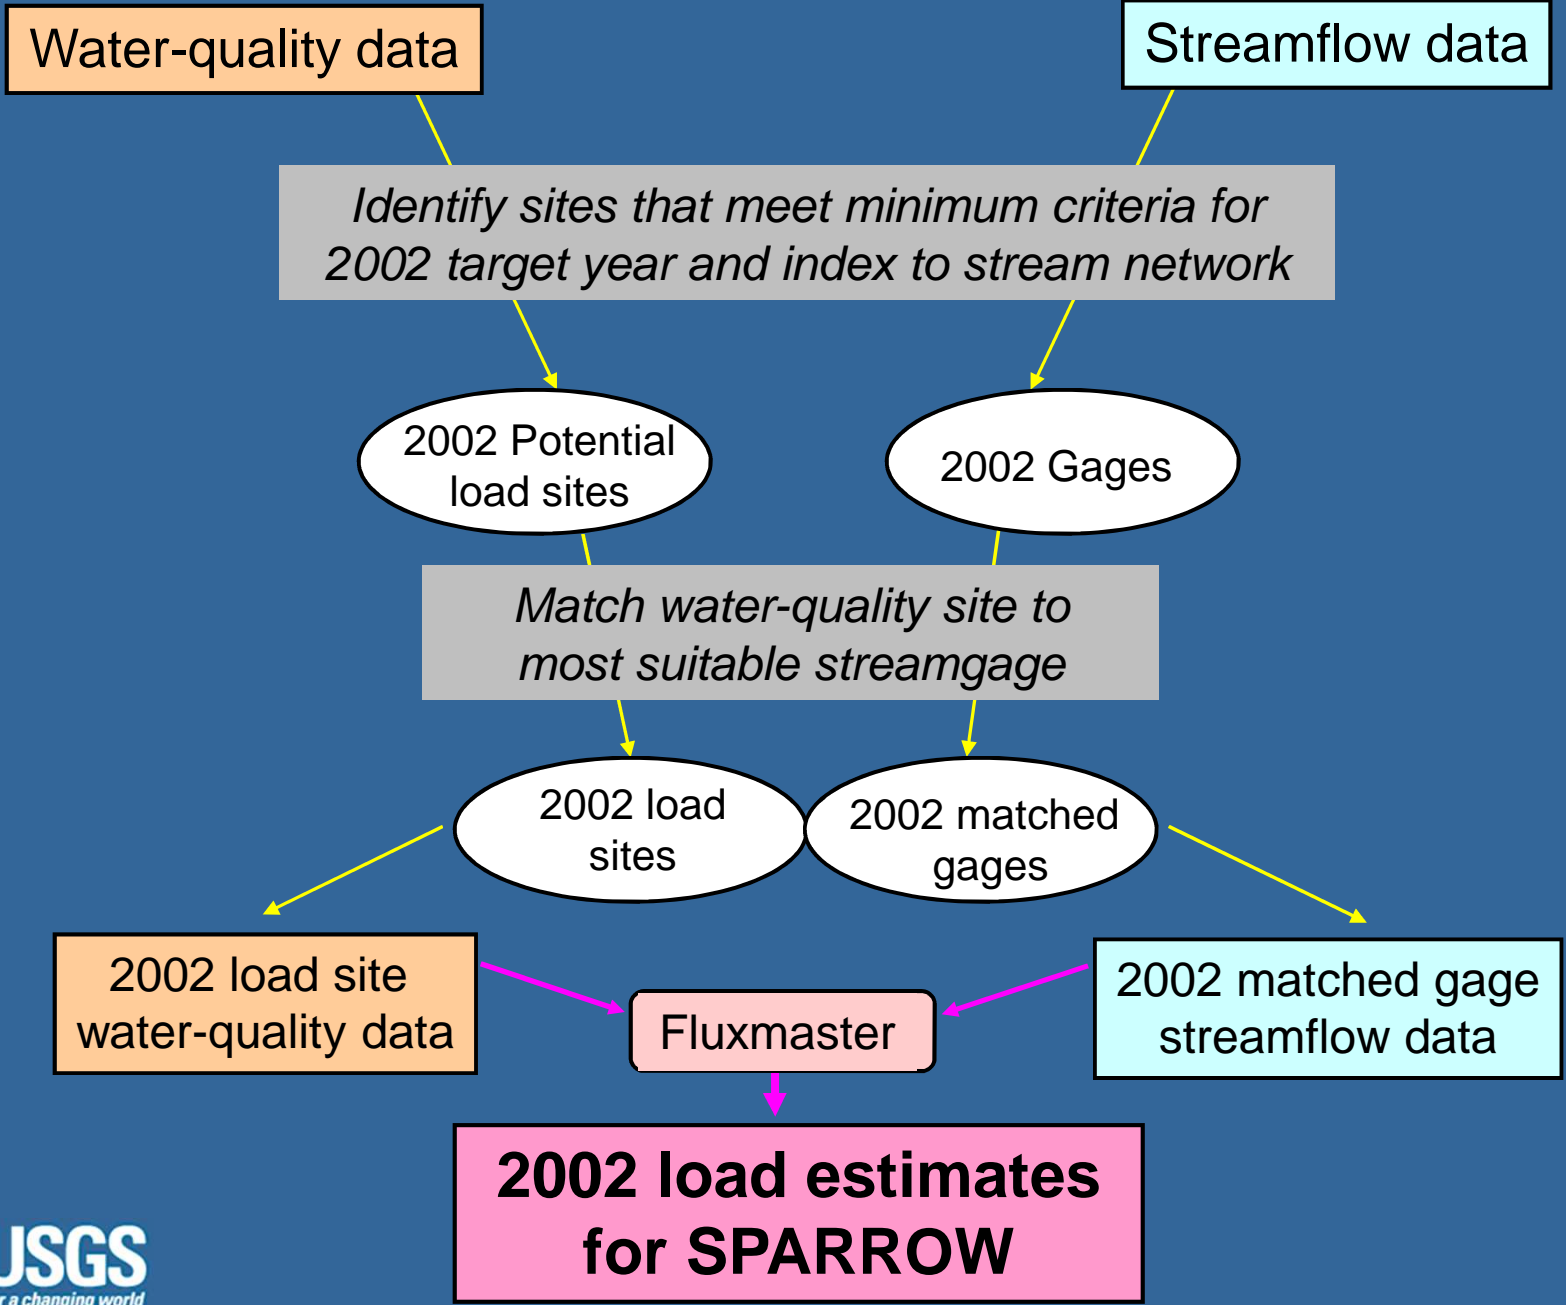 Water-quality data
Streamflow data
Identify sites that meet minimum criteria for
2002 target year and index to stream network
2002 Potential
load sites
2002 Gages
Match water-quality site to
most suitable streamgage
2002 load
sites
2002 matched
gages
2002 load site
water-quality data
Fluxmaster
2002 matched gage
streamflow data
2002 load estimates
for SPARROW
USGS
r a changing world